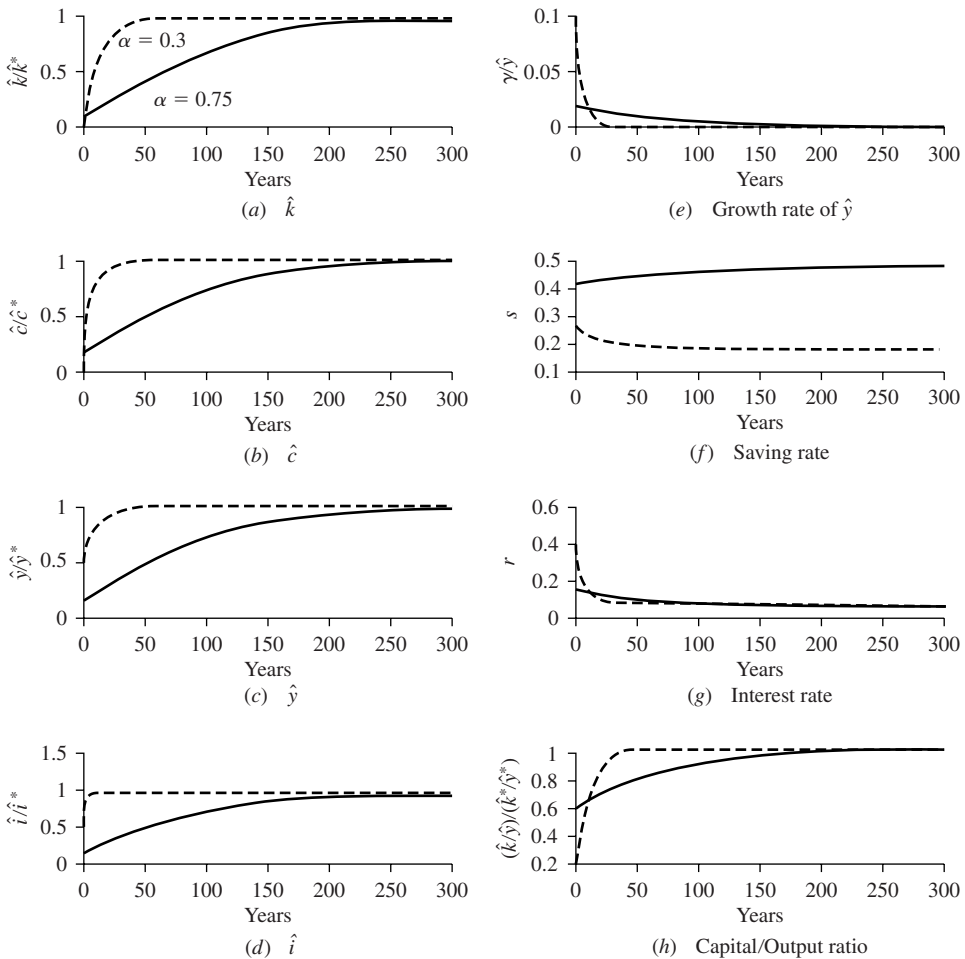 1
0.5
0
k̂/k̂*
α = 0.3
α = 0.75
0 50 100 150 200 250 300
Years
(a) k̂
1
0.5
0
ĉ/ĉ*
0 50 100 150 200 250 300
Years
(b) ĉ
1
0.5
0
ŷ/ŷ*
0 50 100 150 200 250 300
Years
(c) ŷ
1.5
1
0.5
0
î/î*
0 50 100 150 200 250 300
Years
(d) î
0.1
0.05
0
γ/ŷ
0 50 100 150 200 250 300
Years
(e) Growth rate of ŷ
0.5
0.4
0.3
0.2
0.1
s
0 50 100 150 200 250 300
Years
(f) Saving rate
0.6
0.4
0.2
0
r
0 50 100 150 200 250 300
Years
(g) Interest rate
1
0.8
0.6
0.4
0.2
(k̂/ŷ)/(k̂*/ŷ*)
0 50 100 150 200 250 300
Years
(h) Capital/Output ratio